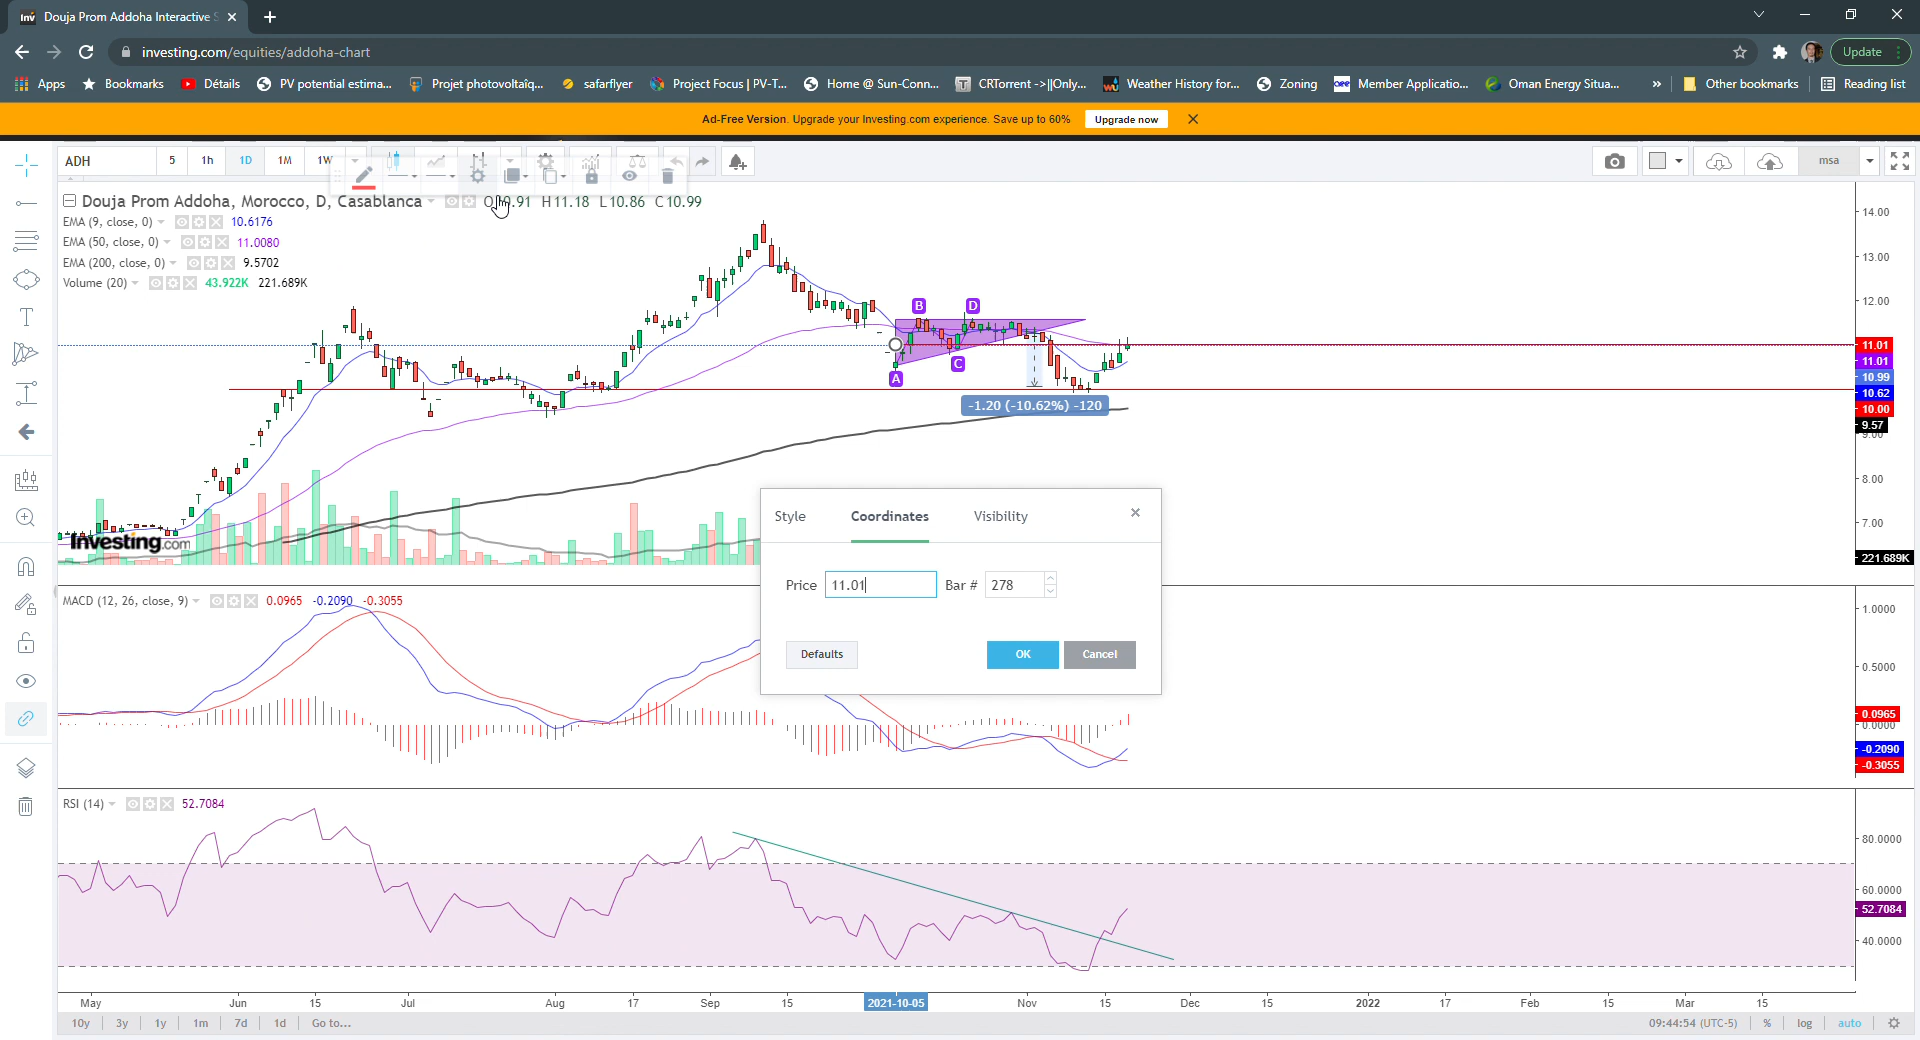 Douja Prom Addoha Interactive S
investing.com/equities/addoha-chart
Update
Apps Bookmarks Détails PV potential estima... Projet photovoltaïq... safarflyer Project Focus | PV-T... Home @ Sun-Conn... CRTorrent ->||Only... Weather History for... Zoning Member Applicatio... Oman Energy Situa... » Other bookmarks Reading list
Ad-Free Version. Upgrade your Investing.com experience. Save up to 60% Upgrade now
ADH 5 1h 1D 1M 1W msa
Douja Prom Addoha, Morocco, D, Casablanca H11.18 L10.86 C10.99
EMA (9, close, 0) 10.6176
EMA (50, close, 0) 11.0080
EMA (200, close, 0) 9.5702
Volume (20) 43.922K 221.689K
14.00
13.00
12.00
B D
11.01
11.01
C
A
10.99
10.62
-1.20 (-10.62%) -120
10.00
9.57
9.00
8.00
7.00
221.689K
Investing.com
Style Coordinates Visibility
Price 11.01 Bar # 278
Defaults OK Cancel
MACD (12, 26, close, 9) 0.0965 -0.2090 -0.3055
1.0000
0.5000
0.0965
0.0000
-0.2090
-0.3055
RSI (14) 52.7084
80.0000
60.0000
52.7084
40.0000
May Jun 15 Jul Aug 17 Sep 15 2021-10-05 Nov 15 Dec 15 2022 17 Feb 15 Mar 15
10y 3y 1y 1m 7d 1d Go to... 09:44:54 (UTC-5) % log auto